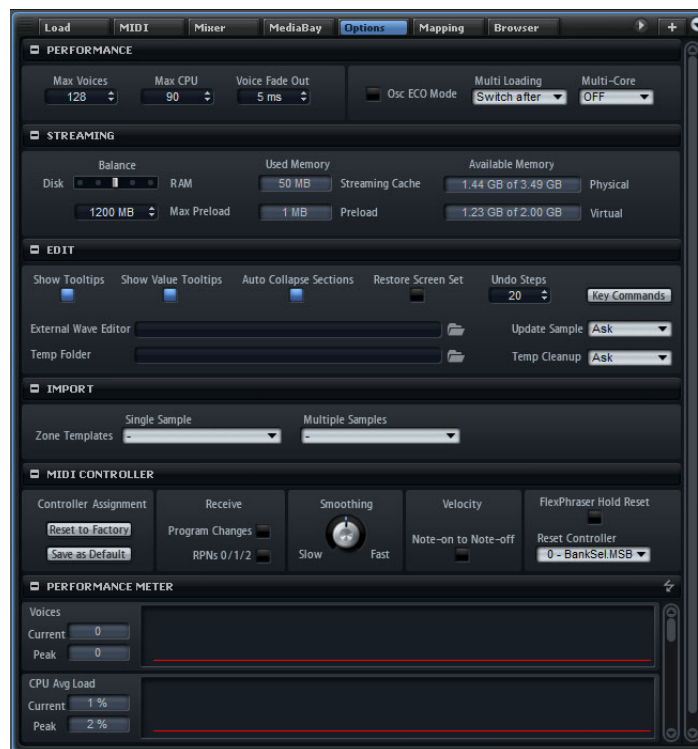 Load MIDI Mixer MediaBay Options Mapping Browser
PERFORMANCE
Max Voices Max CPU Voice Fade Out Multi Loading Multi-Core
128 90 5 ms Osc ECO Mode Switch after OFF
STREAMING
Balance Used Memory Available Memory
Disk RAM 50 MB Streaming Cache 1.44 GB of 3.49 GB Physical
1200 MB Max Preload 1 MB Preload 1.23 GB of 2.00 GB Virtual
EDIT
Show Tooltips Show Value Tooltips Auto Collapse Sections Restore Screen Set Undo Steps
20 Key Commands
External Wave Editor Update Sample Ask
Temp Folder Temp Cleanup Ask
IMPORT
Single Sample Multiple Samples
Zone Templates - -
MIDI CONTROLLER
Controller Assignment Receive Smoothing Velocity FlexPhraser Hold Reset
Reset to Factory Program Changes Note-on to Note-off Reset Controller
Save as Default RPNs 0/1/2 Slow Fast 0 - BankSel.MSB
PERFORMANCE METER
Voices
Current 0
Peak 0
CPU Avg Load
Current 1 %
Peak 2 %